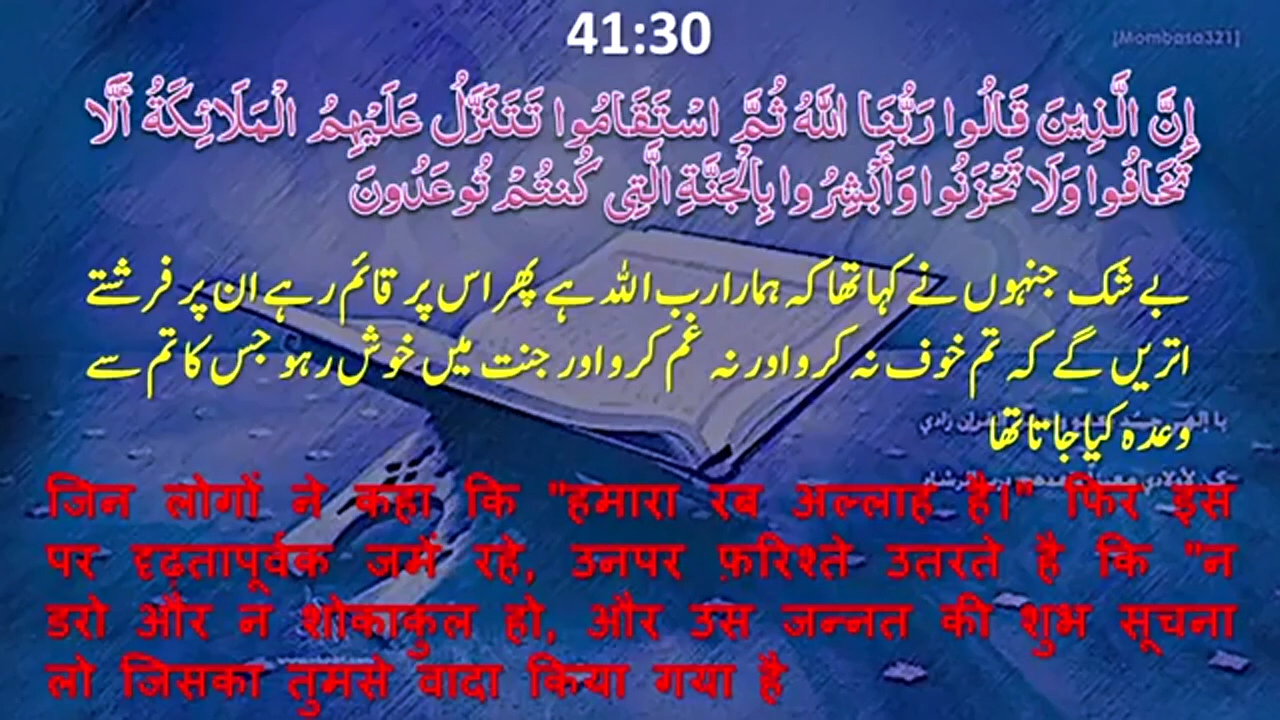 41:30
[Mombasa321]
إِنَّ الَّذِينَ قَالُوا رَبُّنَا اللَّهُ ثُمَّ اسْتَقَامُوا تَتَنَزَّلُ عَلَيْهِمُ الْمَلَائِكَةُ أَلَّا
تَخَافُوا وَلَا تَحْزَنُوا وَأَبْشِرُوا بِالْجَنَّةِ الَّتِي كُنتُمْ تُوعَدُونَ
بے شک جنہوں نے کہا تھا کہ ہمارا رب اللہ ہے پھر اس پر قائم رہے ان پر فرشتے
اتریں گے کہ تم خوف نہ کرو اور نہ غم کرو اور جنت میں خوش رہو جس کا تم سے
وعدہ کیا جاتا تھا
जिन लोगों ने कहा कि "हमारा रब अल्लाह है।" फिर इस
पर दृढ़तापूर्वक जमें रहे, उनपर फ़रिश्ते उतरते है कि "न
डरो और न शोकाकुल हो, और उस जन्नत की शुभ सूचना
लो जिसका तुमसे वादा किया गया है